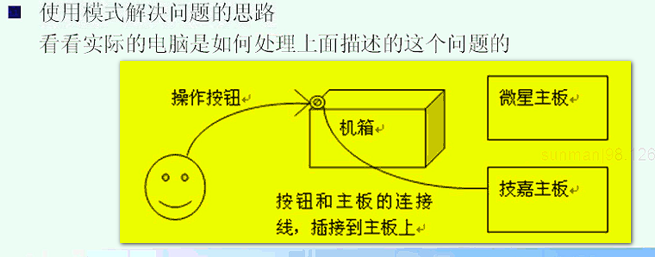 使用模式解决问题的思路
看看实际的电脑是如何处理上面描述的这个问题的
操作按钮
机箱
微星主板
技嘉主板
按钮和主板的连接
线，插接到主板上